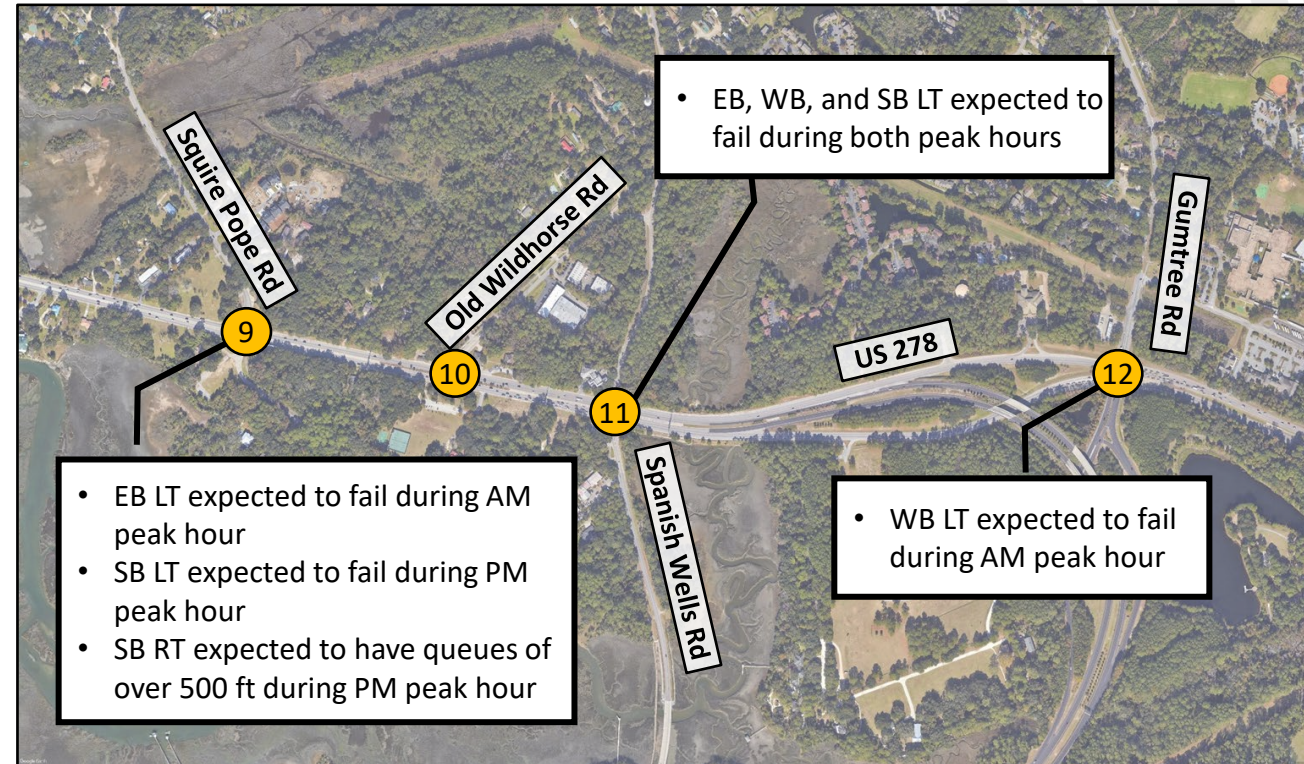 • EB, WB, and SB LT expected to
fail during both peak hours
Squire Pope Rd
Old Wildhorse Rd
Gumtree Rd
9
10
11
US 278
12
Spanish Wells Rd
• EB LT expected to fail during AM
peak hour
• SB LT expected to fail during PM
peak hour
• SB RT expected to have queues of
over 500 ft during PM peak hour
• WB LT expected to fail
during AM peak hour